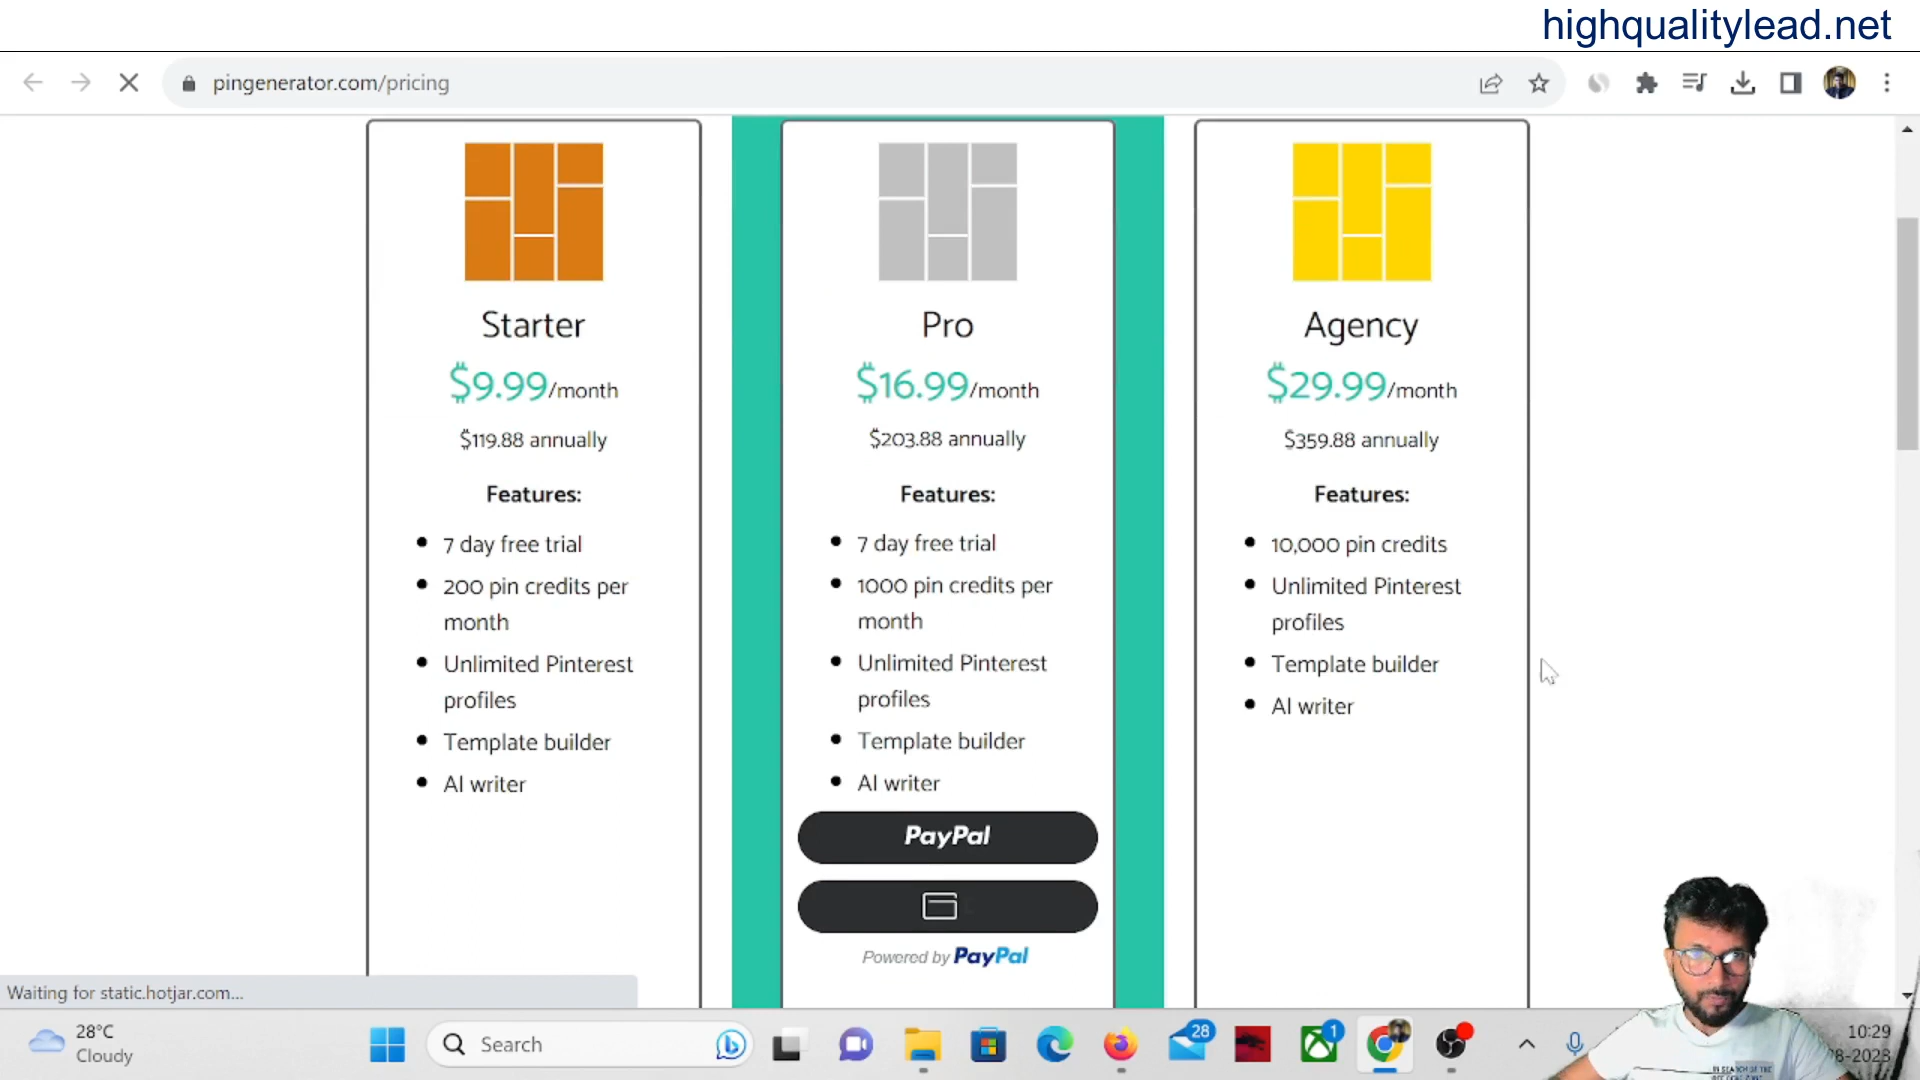 highqualitylead.net
pingenerator.com/pricing
Starter
$9.99/month
$119.88 annually
Features:
7 day free trial
200 pin credits per
month
Unlimited Pinterest
profiles
Template builder
AI writer
Pro
$16.99/month
$203.88 annually
Features:
7 day free trial
1000 pin credits per
month
Unlimited Pinterest
profiles
Template builder
AI writer
PayPal
Powered by PayPal
Agency
$29.99/month
$359.88 annually
Features:
10,000 pin credits
Unlimited Pinterest
profiles
Template builder
AI writer
Waiting for static.hotjar.com...
28°C
Cloudy
Search
28
1
10:29
8-2023